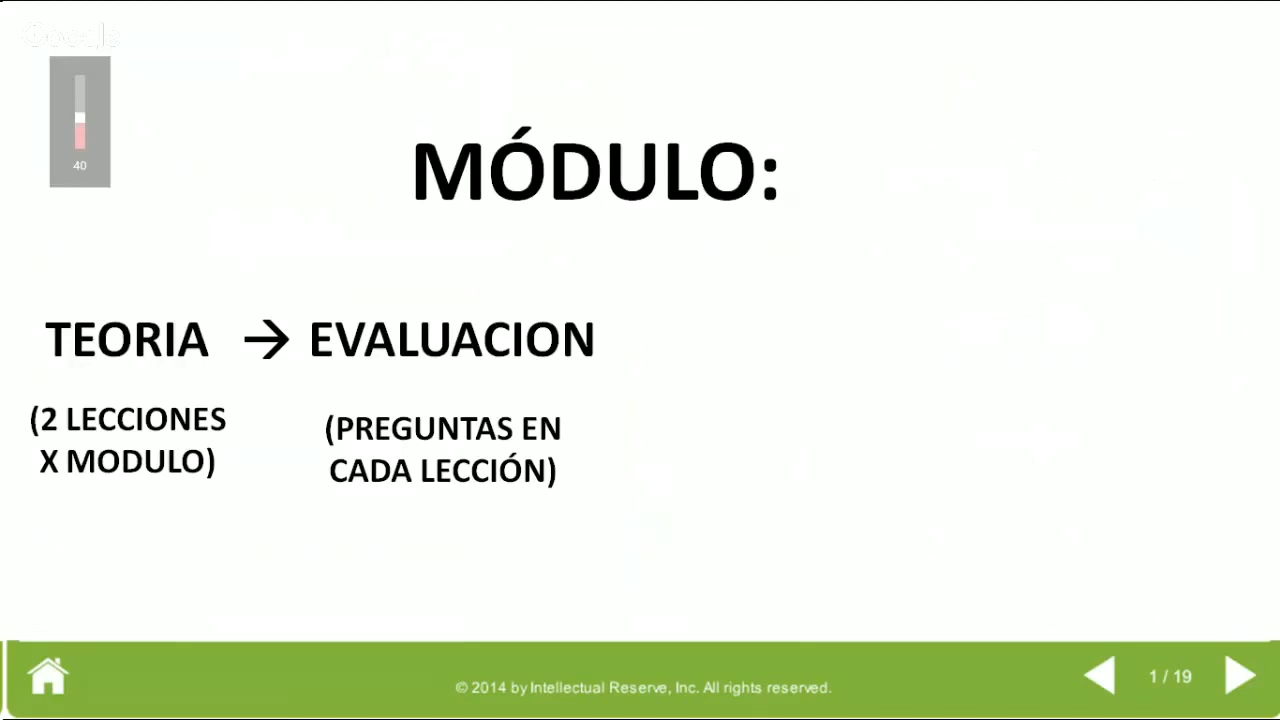 Google
40
MÓDULO:
TEORIA → EVALUACION
(2 LECCIONES
X MODULO)
(PREGUNTAS EN
CADA LECCIÓN)
© 2014 by Intellectual Reserve, Inc. All rights reserved.
1 / 19